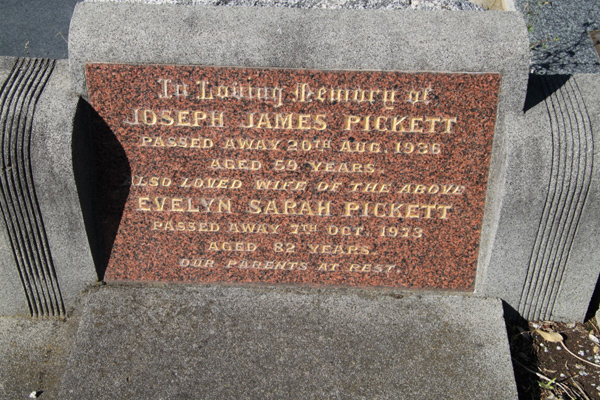 In Loving Memory of
JOSEPH JAMES PICKETT
PASSED AWAY 20TH AUG. 1936
AGED 59 YEARS.
ALSO LOVED WIFE OF THE ABOVE
EVELYN SARAH PICKETT
PASSED AWAY 7TH OCT. 1973
AGED 82 YEARS.
OUR PARENTS AT REST.